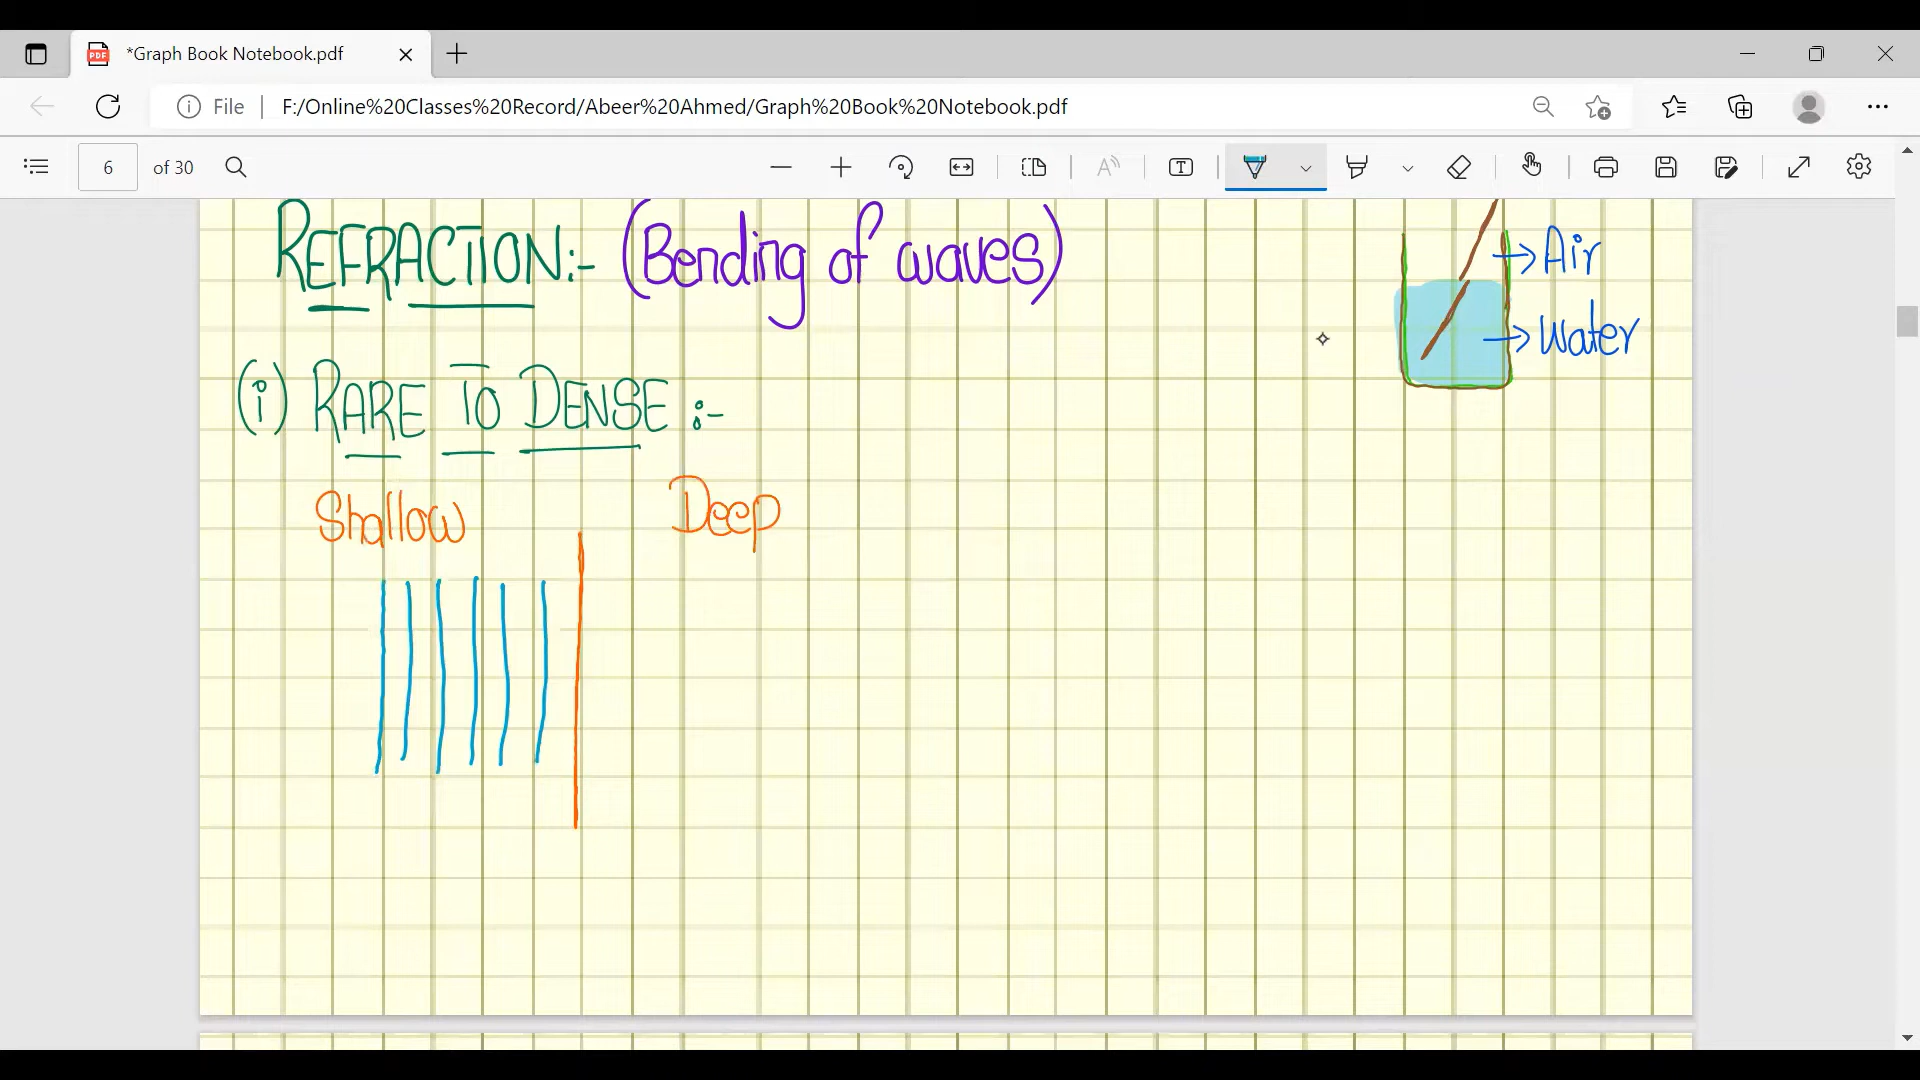 *Graph Book Notebook.pdf
File
F:/Online%20Classes%20Record/Abeer%20Ahmed/Graph%20Book%20Notebook.pdf
6 of 30
REFRACTION:- (Bending of waves)
Air
Water
(i) RARE TO DENSE :-
Shallow Deep